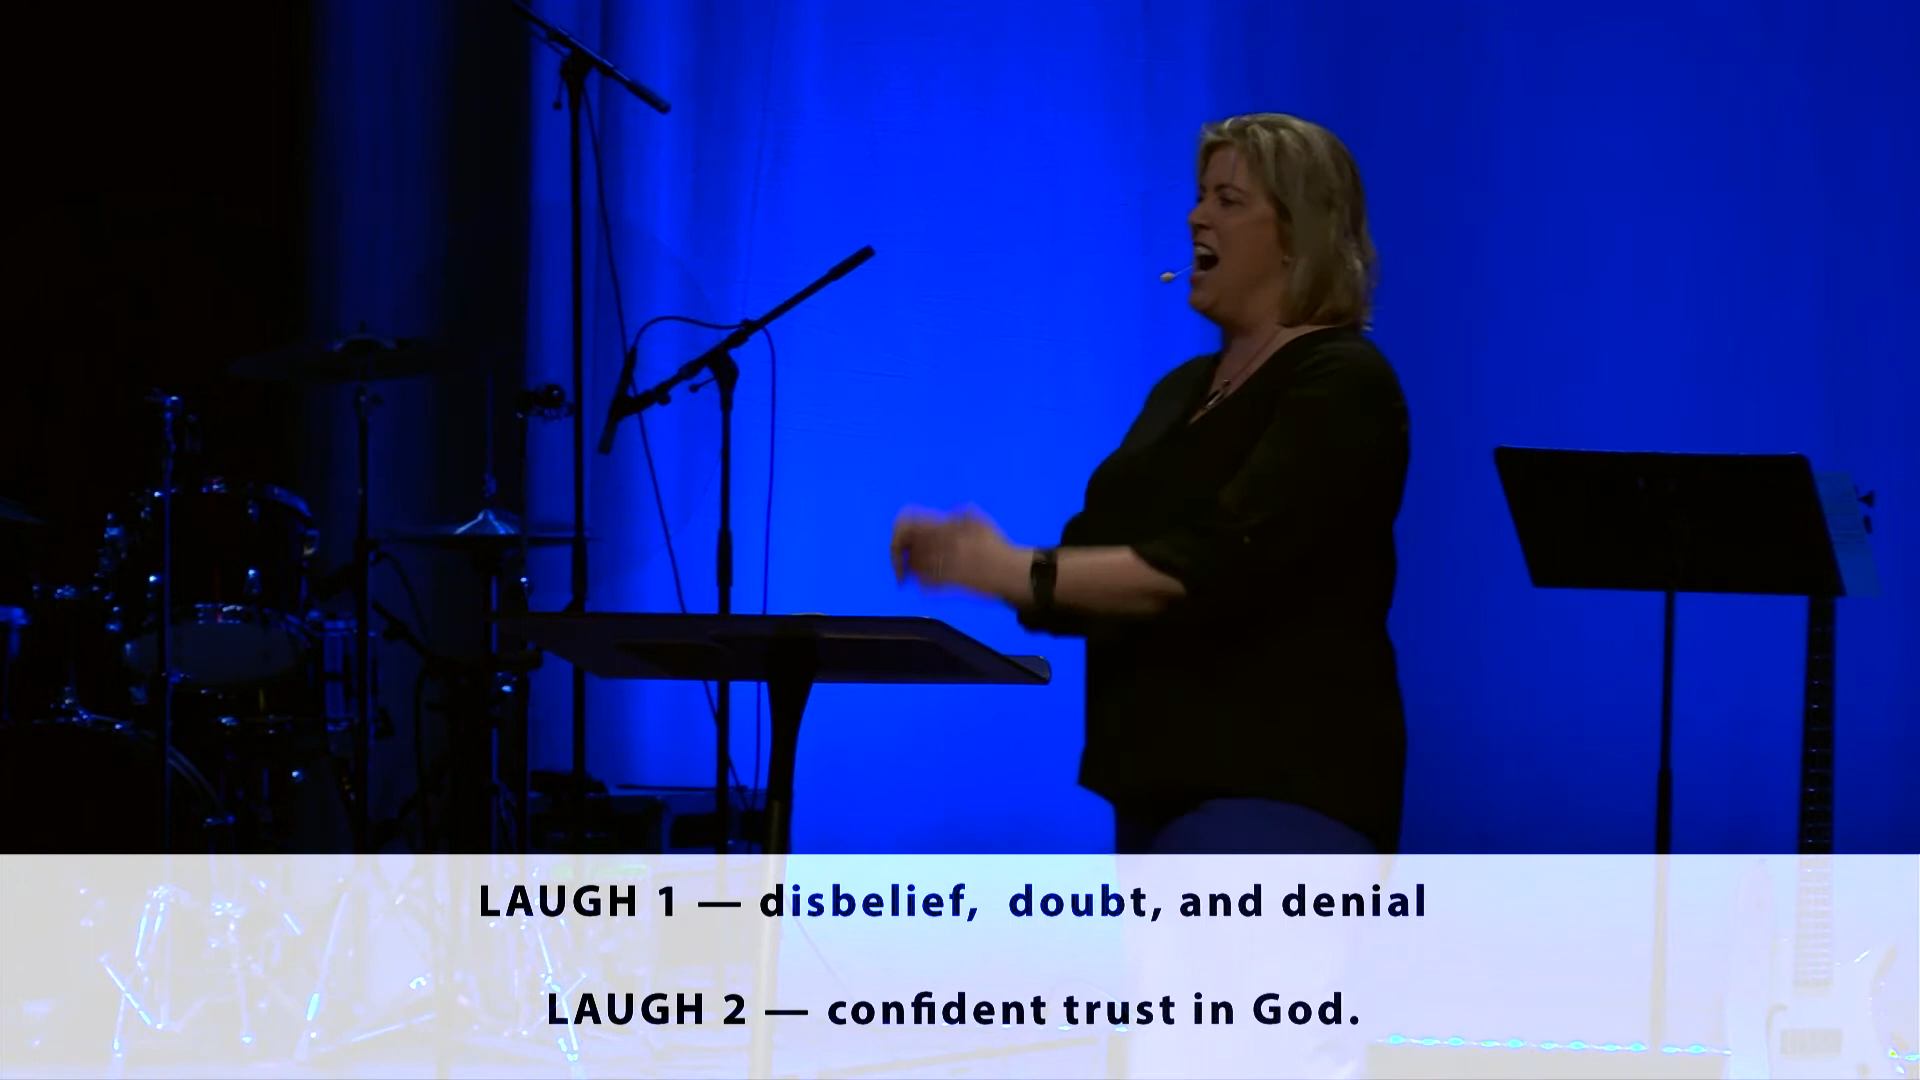 LAUGH 1 — disbelief, doubt, and denial
LAUGH 2 — confident trust in God.